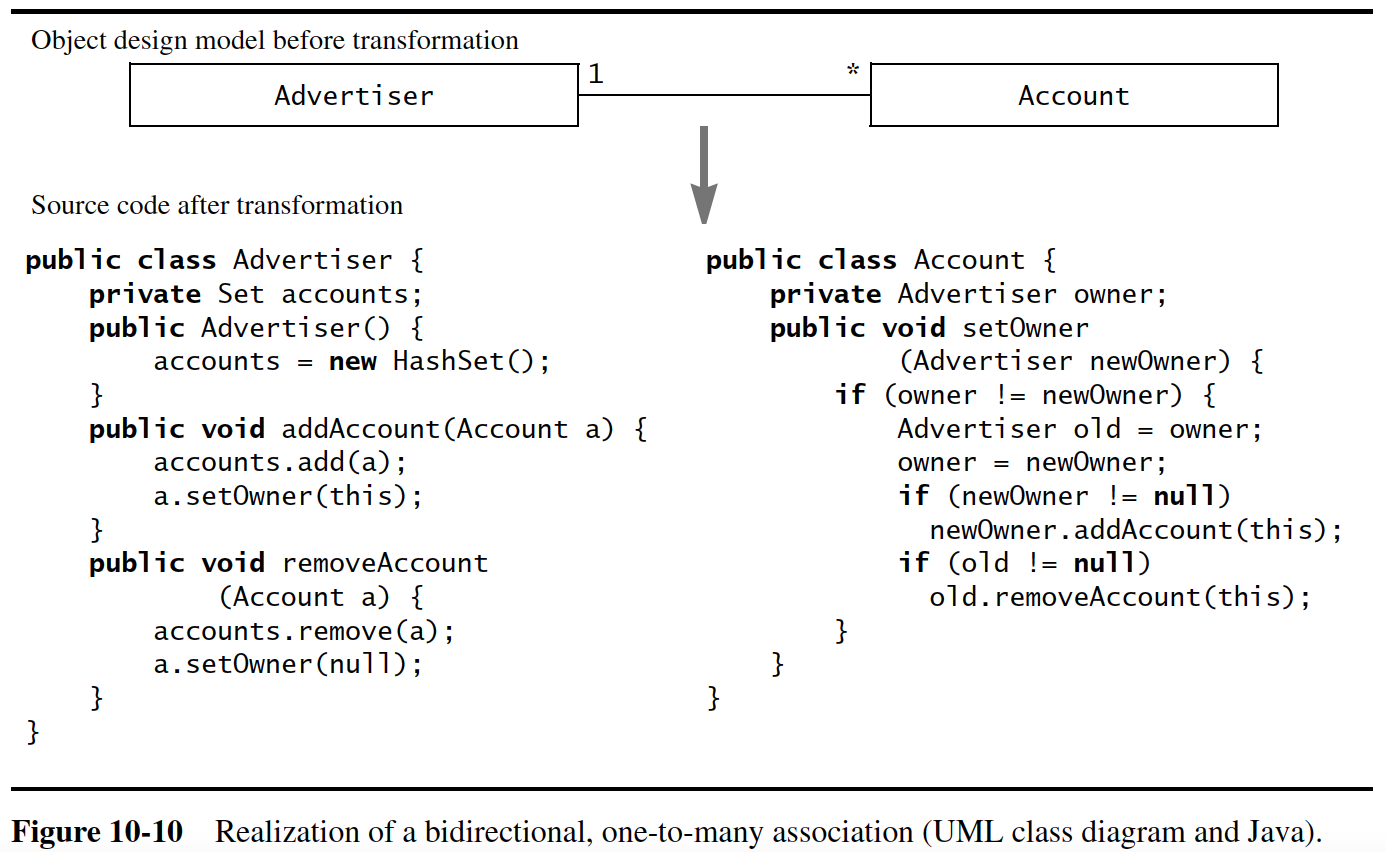 Object design model before transformation
Advertiser
1
*
Account
Source code after transformation
public class Advertiser {
private Set accounts;
public Advertiser() {
accounts = new HashSet();
}
public void addAccount(Account a) {
accounts.add(a);
a.setOwner(this);
}
public void removeAccount
(Account a) {
accounts.remove(a);
a.setOwner(null);
}
}
public class Account {
private Advertiser owner;
public void setOwner
(Advertiser newOwner) {
if (owner != newOwner) {
Advertiser old = owner;
owner = newOwner;
if (newOwner != null)
newOwner.addAccount(this);
if (old != null)
old.removeAccount(this);
}
}
}
Figure 10-10 Realization of a bidirectional, one-to-many association (UML class diagram and Java).